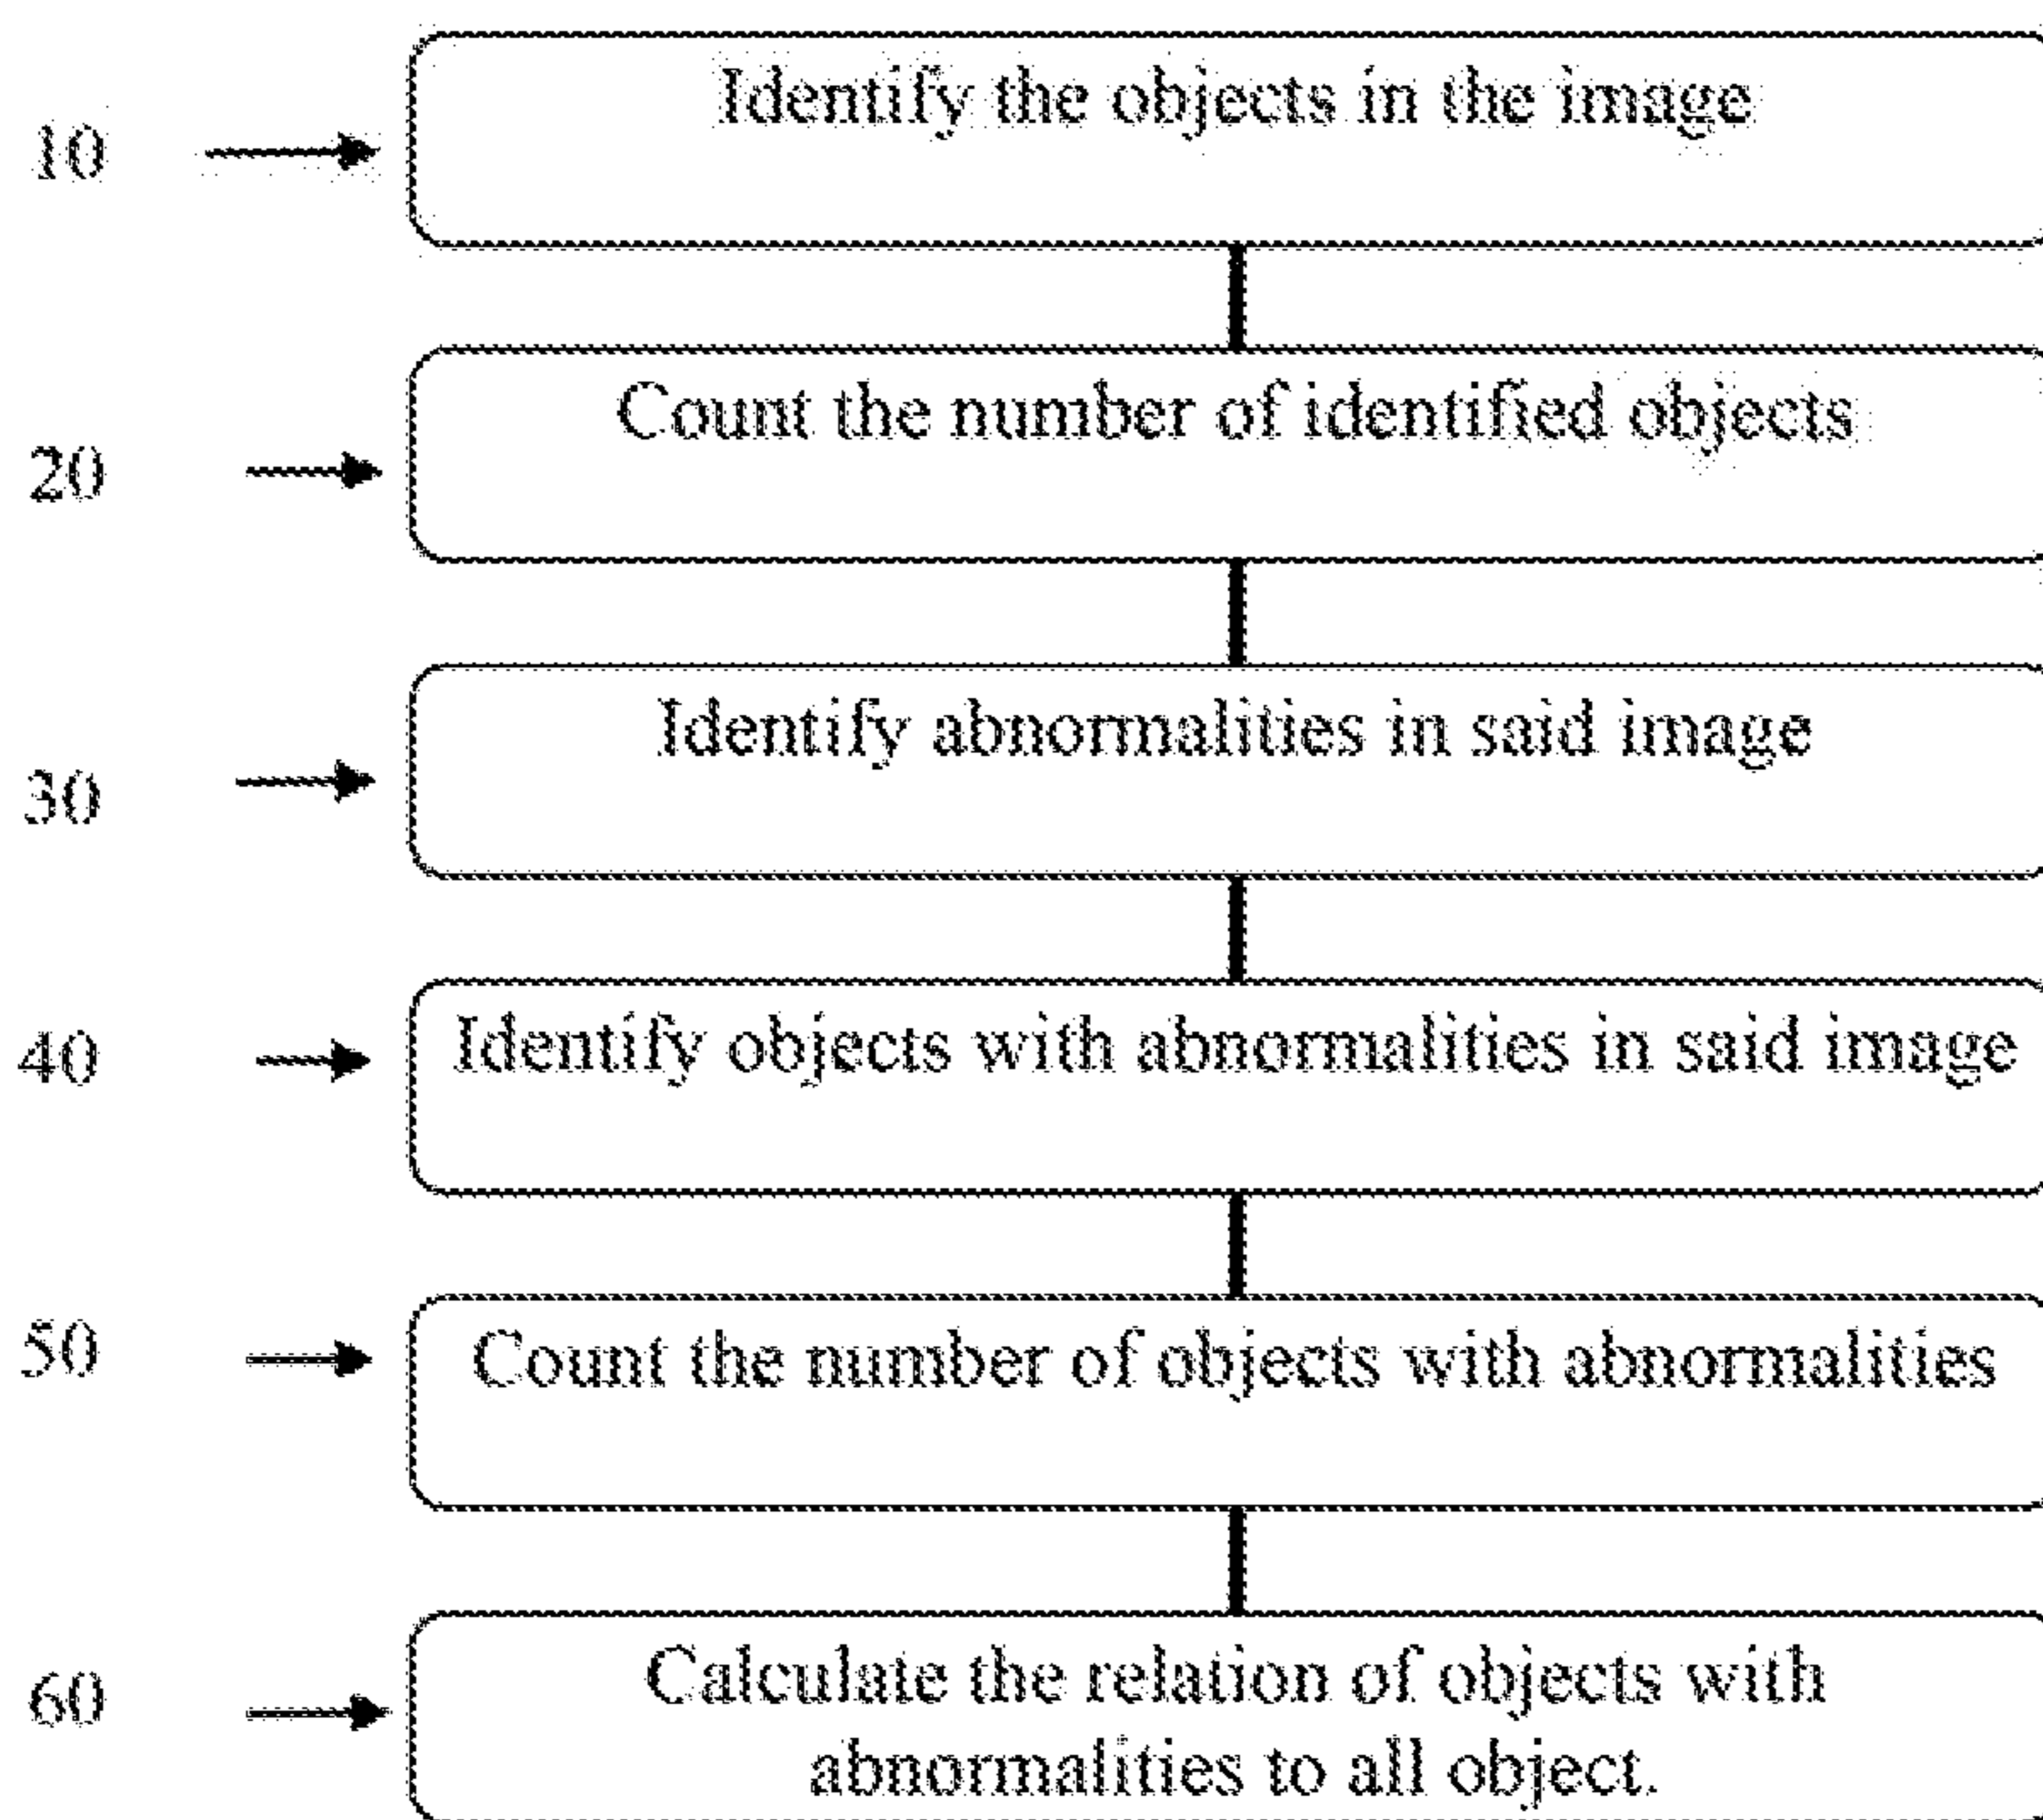 10
Identify the objects in the image
20
Count the number of identified objects
30
Identify abnormalities in said image
40
Identify objects with abnormalities in said image
50
Count the number of objects with abnormalities
60
Calculate the relation of objects with
abnormalities to all object.